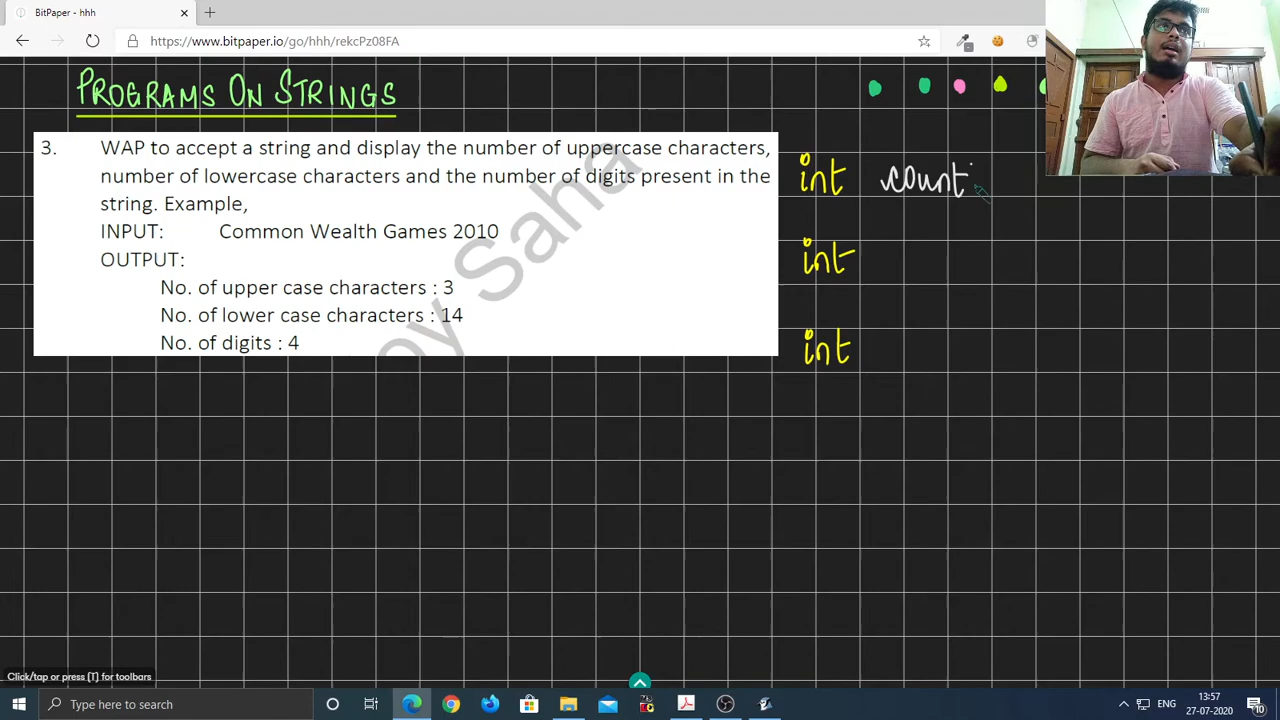 BitPaper - hhh
https://www.bitpaper.io/go/hhh/rekcPz08FA
PROGRAMS ON STRINGS
3. WAP to accept a string and display the number of uppercase characters,
number of lowercase characters and the number of digits present in the
string. Example,
INPUT: Common Wealth Games 2010
OUTPUT:
No. of upper case characters : 3
No. of lower case characters : 14
No. of digits : 4
oy Saha
int count
int
int
Click/tap or press [T] for toolbars
Type here to search
ENG
13:57
27-07-2020
10